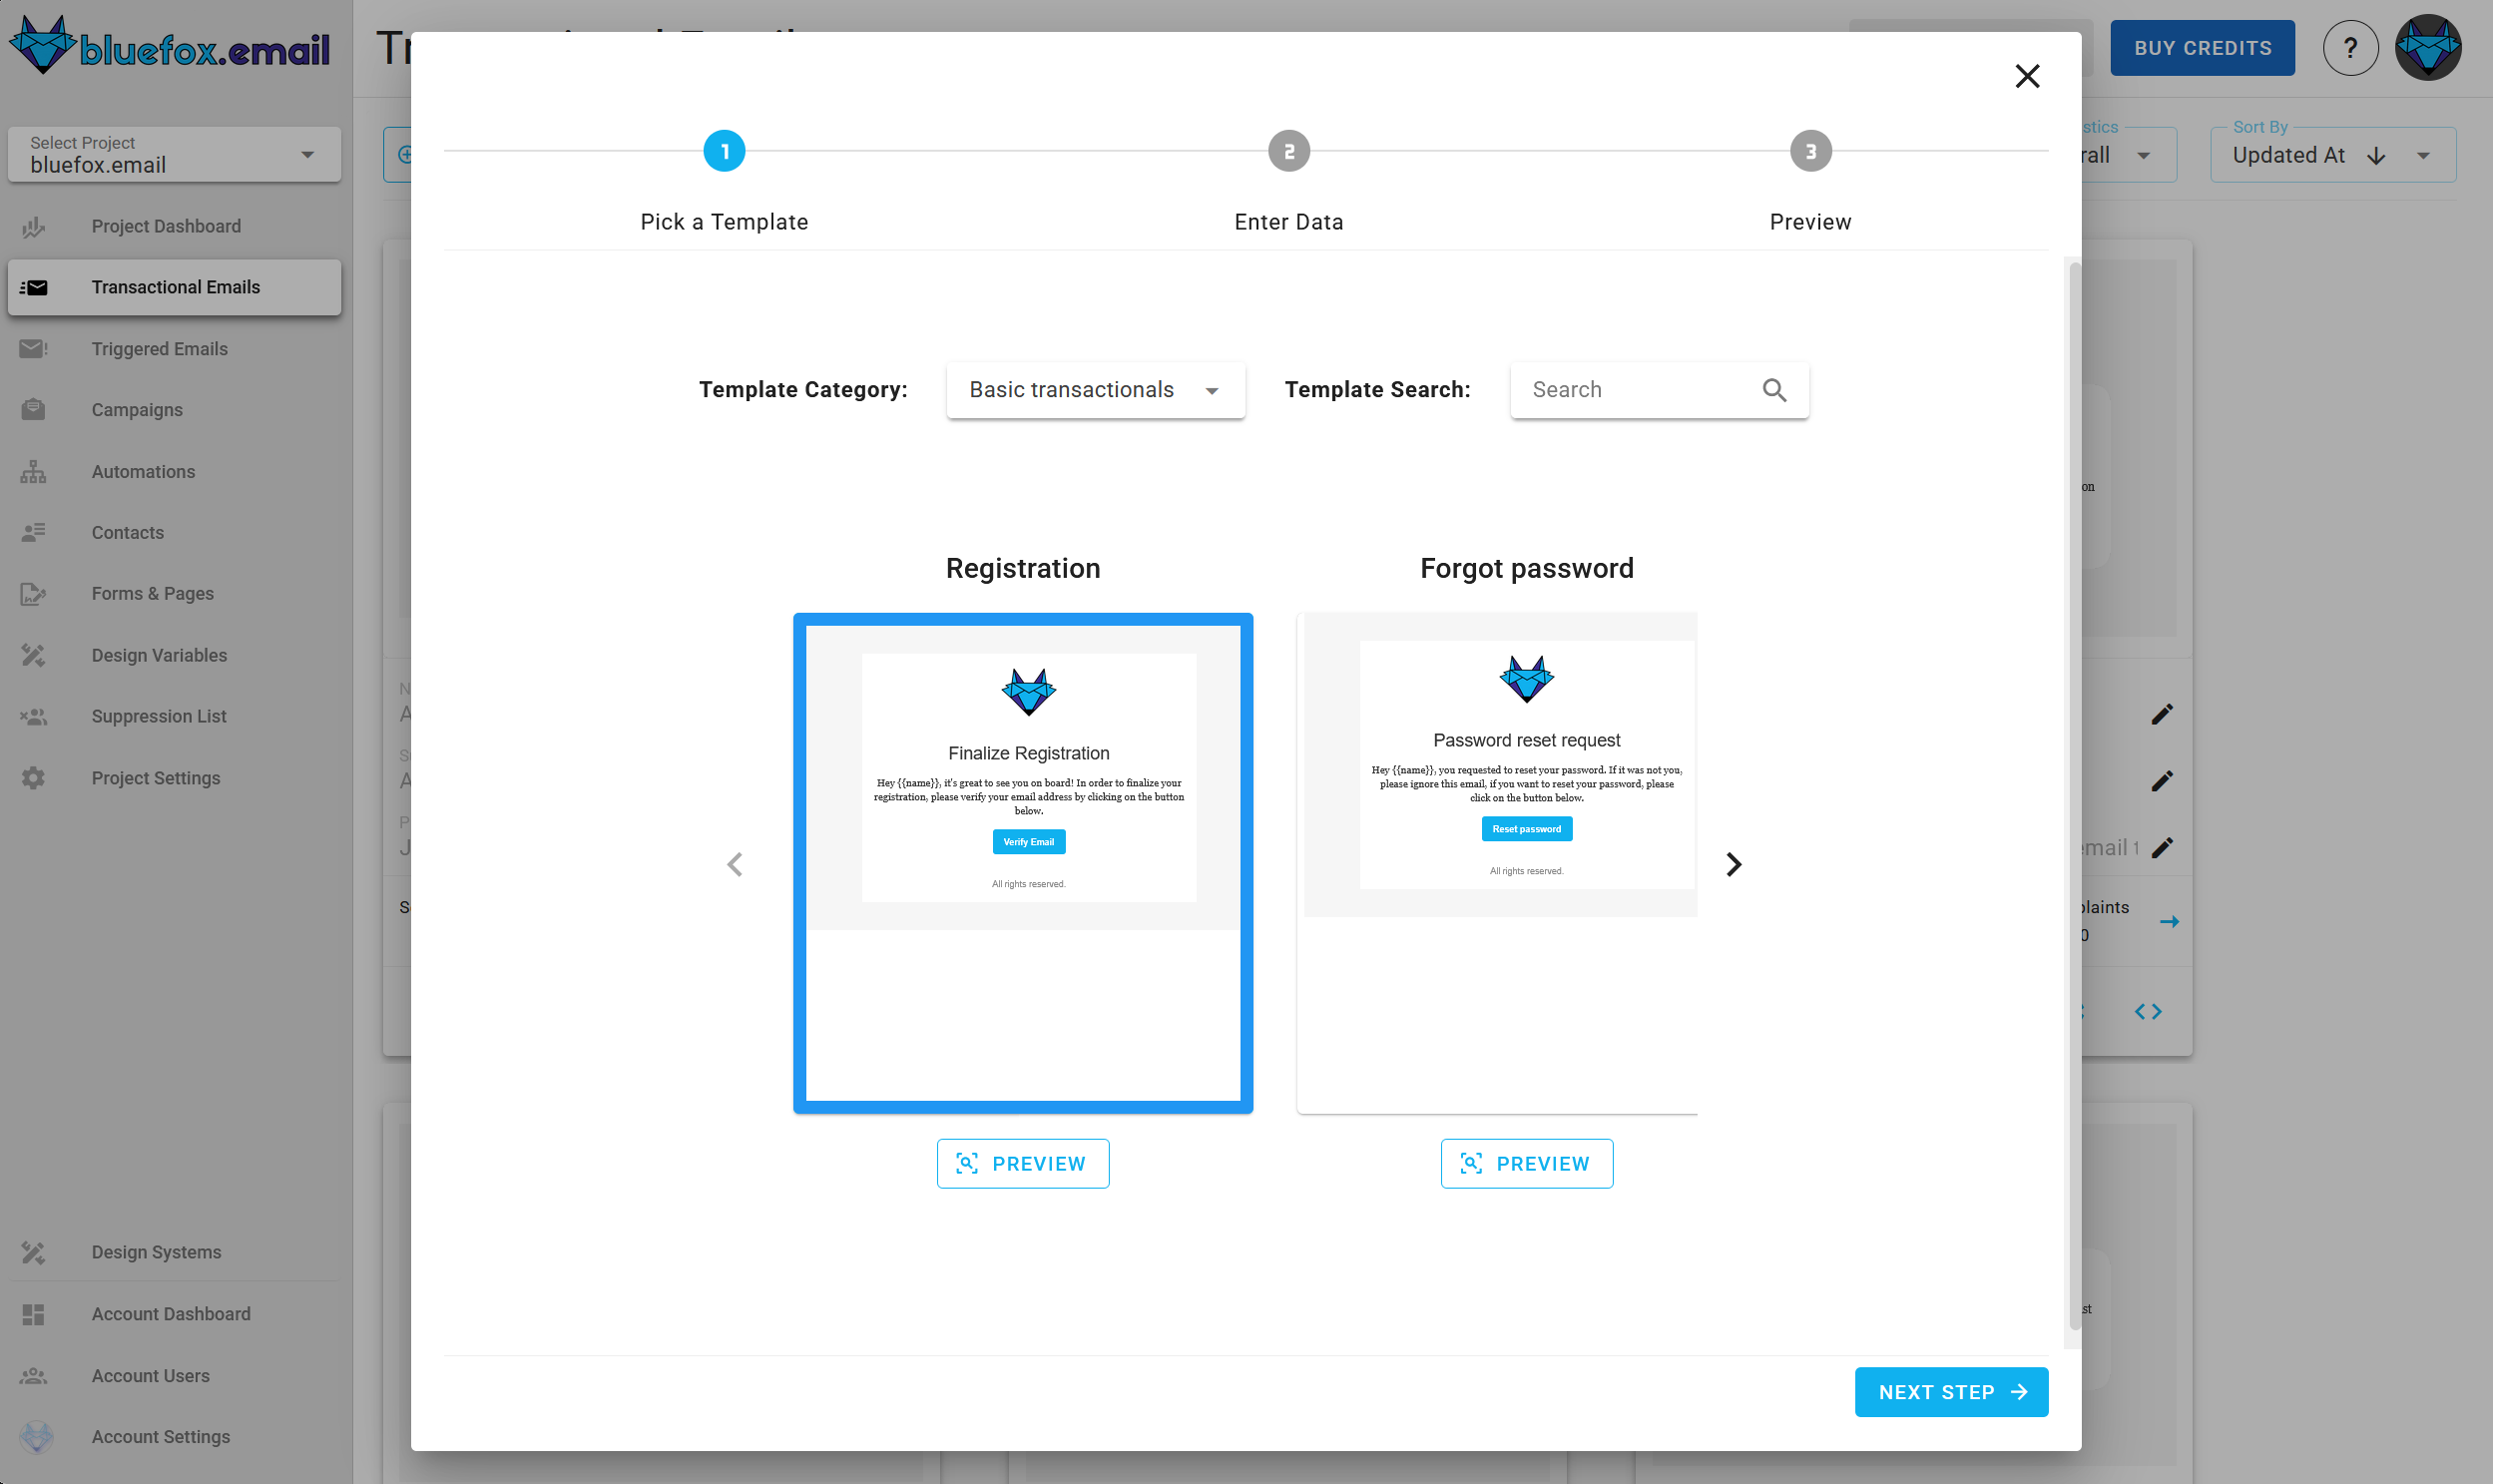 bluefox.email
BUY CREDITS
?
Select Project
bluefox.email
Project Dashboard
Transactional Emails
Triggered Emails
Campaigns
Automations
Contacts
Forms & Pages
Design Variables
Suppression List
Project Settings
Design Systems
Account Dashboard
Account Users
Account Settings
Sort By
Updated At
1
2
3
Pick a Template
Enter Data
Preview
Template Category:
Basic transactionals
Template Search:
Search
Registration
Finalize Registration
Hey {{name}}, it's great to see you on board! In order to finalize your
registration, please verify your email address by clicking on the button
below.
Verify Email
All rights reserved.
PREVIEW
Forgot password
Password reset request
Hey {{name}}, you requested to reset your password. If it was not you,
please ignore this email, if you want to reset your password, please
click on the button below.
Reset password
All rights reserved.
PREVIEW
NEXT STEP